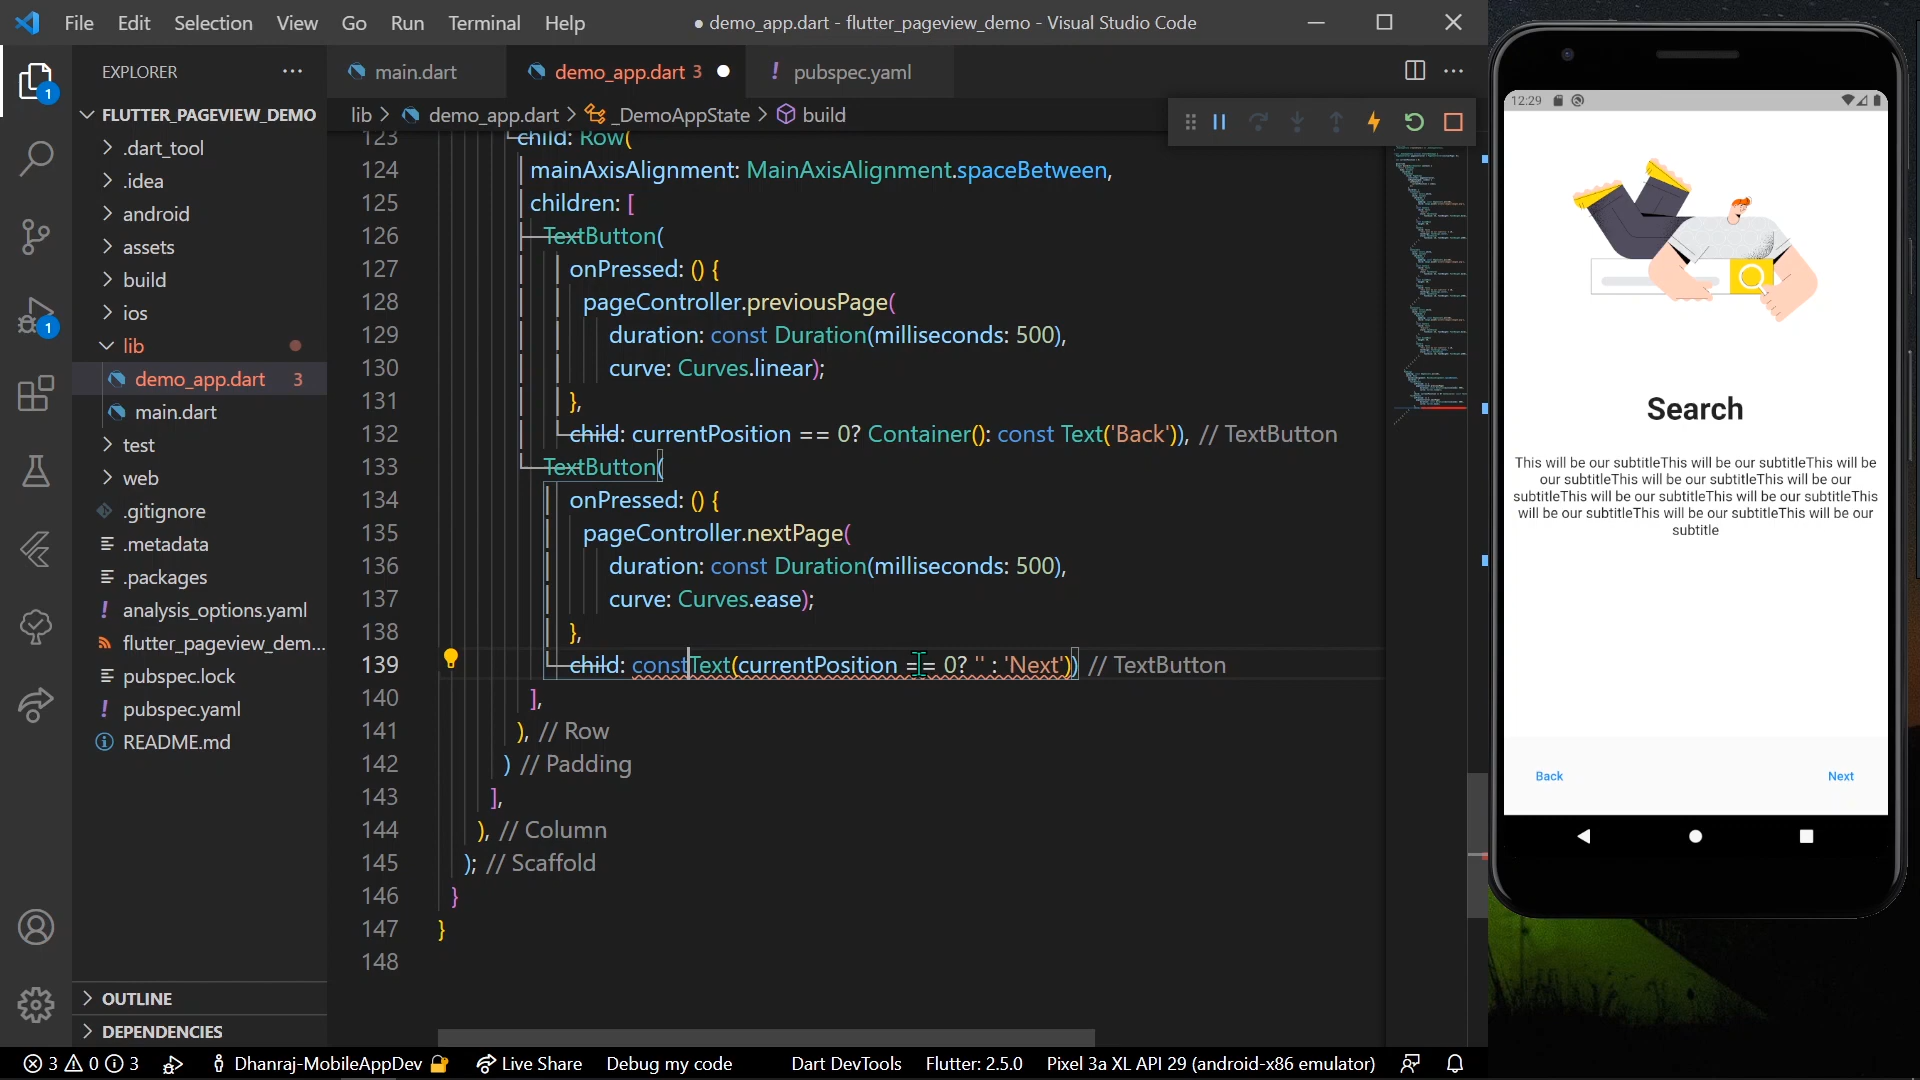 File Edit Selection View Go Run Terminal Help
● demo_app.dart - flutter_pageview_demo - Visual Studio Code
EXPLORER
main.dart
demo_app.dart 3
! pubspec.yaml
lib > demo_app.dart > _DemoAppState > build
FLUTTER_PAGEVIEW_DEMO
.dart_tool
.idea
android
assets
build
ios
lib
demo_app.dart 3
main.dart
test
web
.gitignore
.metadata
.packages
! analysis_options.yaml
flutter_pageview_dem...
pubspec.lock
! pubspec.yaml
README.md
OUTLINE
DEPENDENCIES
1
1
123 child: Row(
124 mainAxisAlignment: MainAxisAlignment.spaceBetween,
125 children: [
126 TextButton(
127 onPressed: () {
128 pageController.previousPage(
129 duration: const Duration(milliseconds: 500),
130 curve: Curves.linear);
131 },
132 child: currentPosition == 0? Container(): const Text('Back')), // TextButton
133 TextButton(
134 onPressed: () {
135 pageController.nextPage(
136 duration: const Duration(milliseconds: 500),
137 curve: Curves.ease);
138 },
139 child: constText(currentPosition == 0? '' : 'Next')) // TextButton
140 ],
141 ), // Row
142 ) // Padding
143 ],
144 ), // Column
145 ); // Scaffold
146 }
147 }
148
12:29
Search
This will be our subtitleThis will be our subtitleThis will be
our subtitleThis will be our subtitleThis will be our
subtitleThis will be our subtitleThis will be our subtitleThis
will be our subtitleThis will be our subtitleThis will be our
subtitle
Back Next
3 0 3 Dhanraj-MobileAppDev Live Share Debug my code Dart DevTools Flutter: 2.5.0 Pixel 3a XL API 29 (android-x86 emulator)